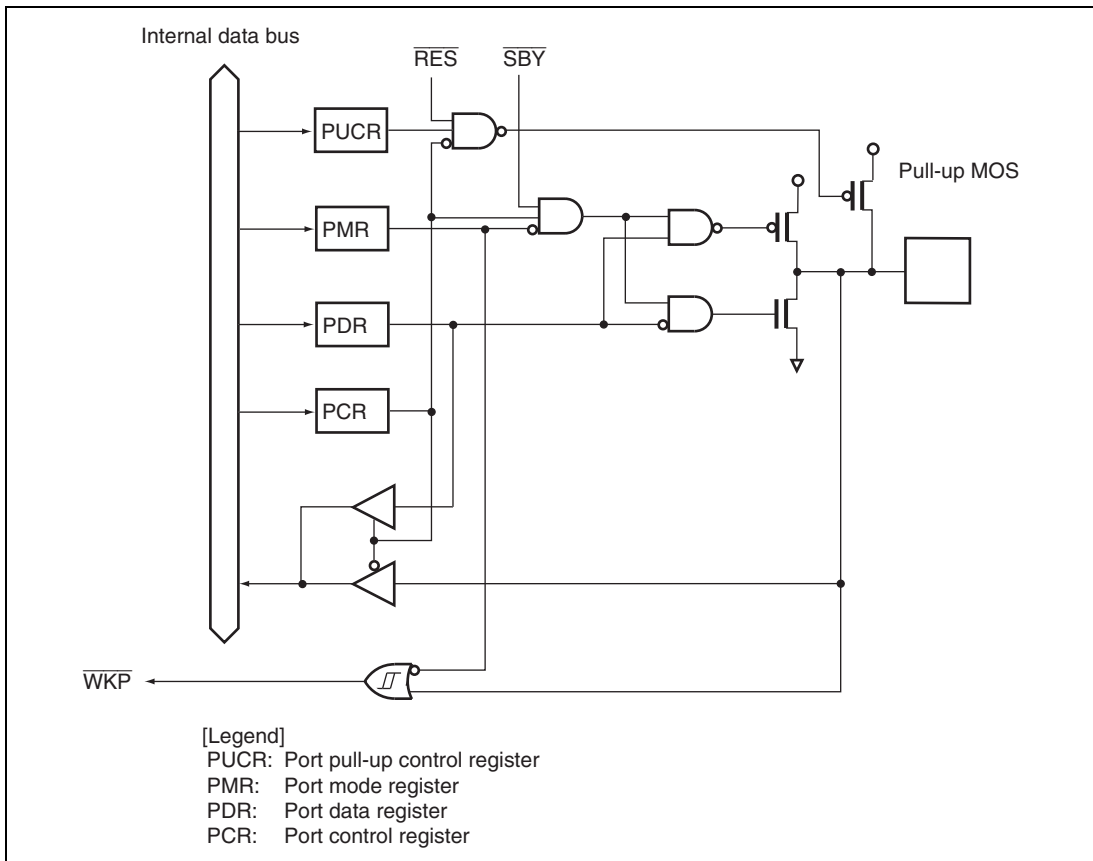 Internal data bus
RES
SBY
PUCR
Pull-up MOS
PMR
PDR
PCR
WKP
[Legend]
PUCR: Port pull-up control register
PMR: Port mode register
PDR: Port data register
PCR: Port control register